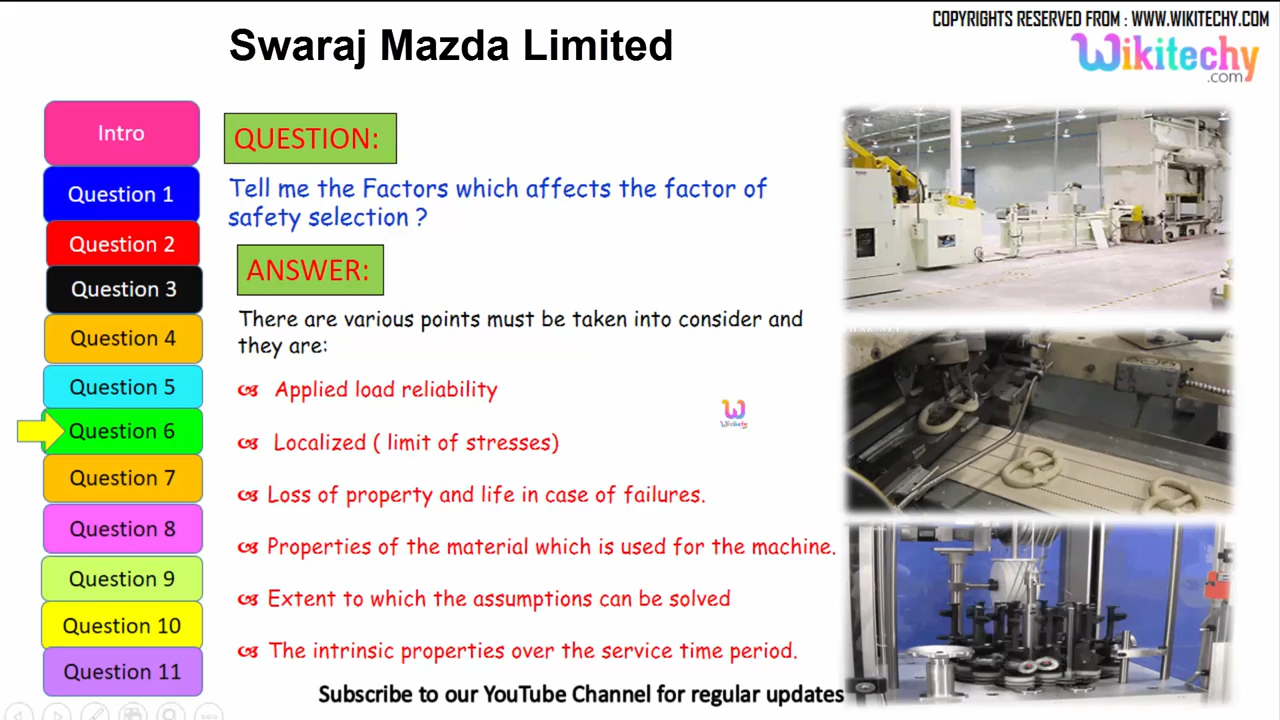 COPYRIGHTS RESERVED FROM : WWW.WIKITECHY.COM
Swaraj Mazda Limited
Wikitechy
.com
Intro
Question 1
Question 2
Question 3
Question 4
Question 5
Question 6
Question 7
Question 8
Question 9
Question 10
Question 11
QUESTION:
Tell me the Factors which affects the factor of
safety selection ?
ANSWER:
There are various points must be taken into consider and
they are:
Applied load reliability
Localized ( limit of stresses)
Loss of property and life in case of failures.
Properties of the material which is used for the machine.
Extent to which the assumptions can be solved
The intrinsic properties over the service time period.
Wikitechy
Subscribe to our YouTube Channel for regular updates